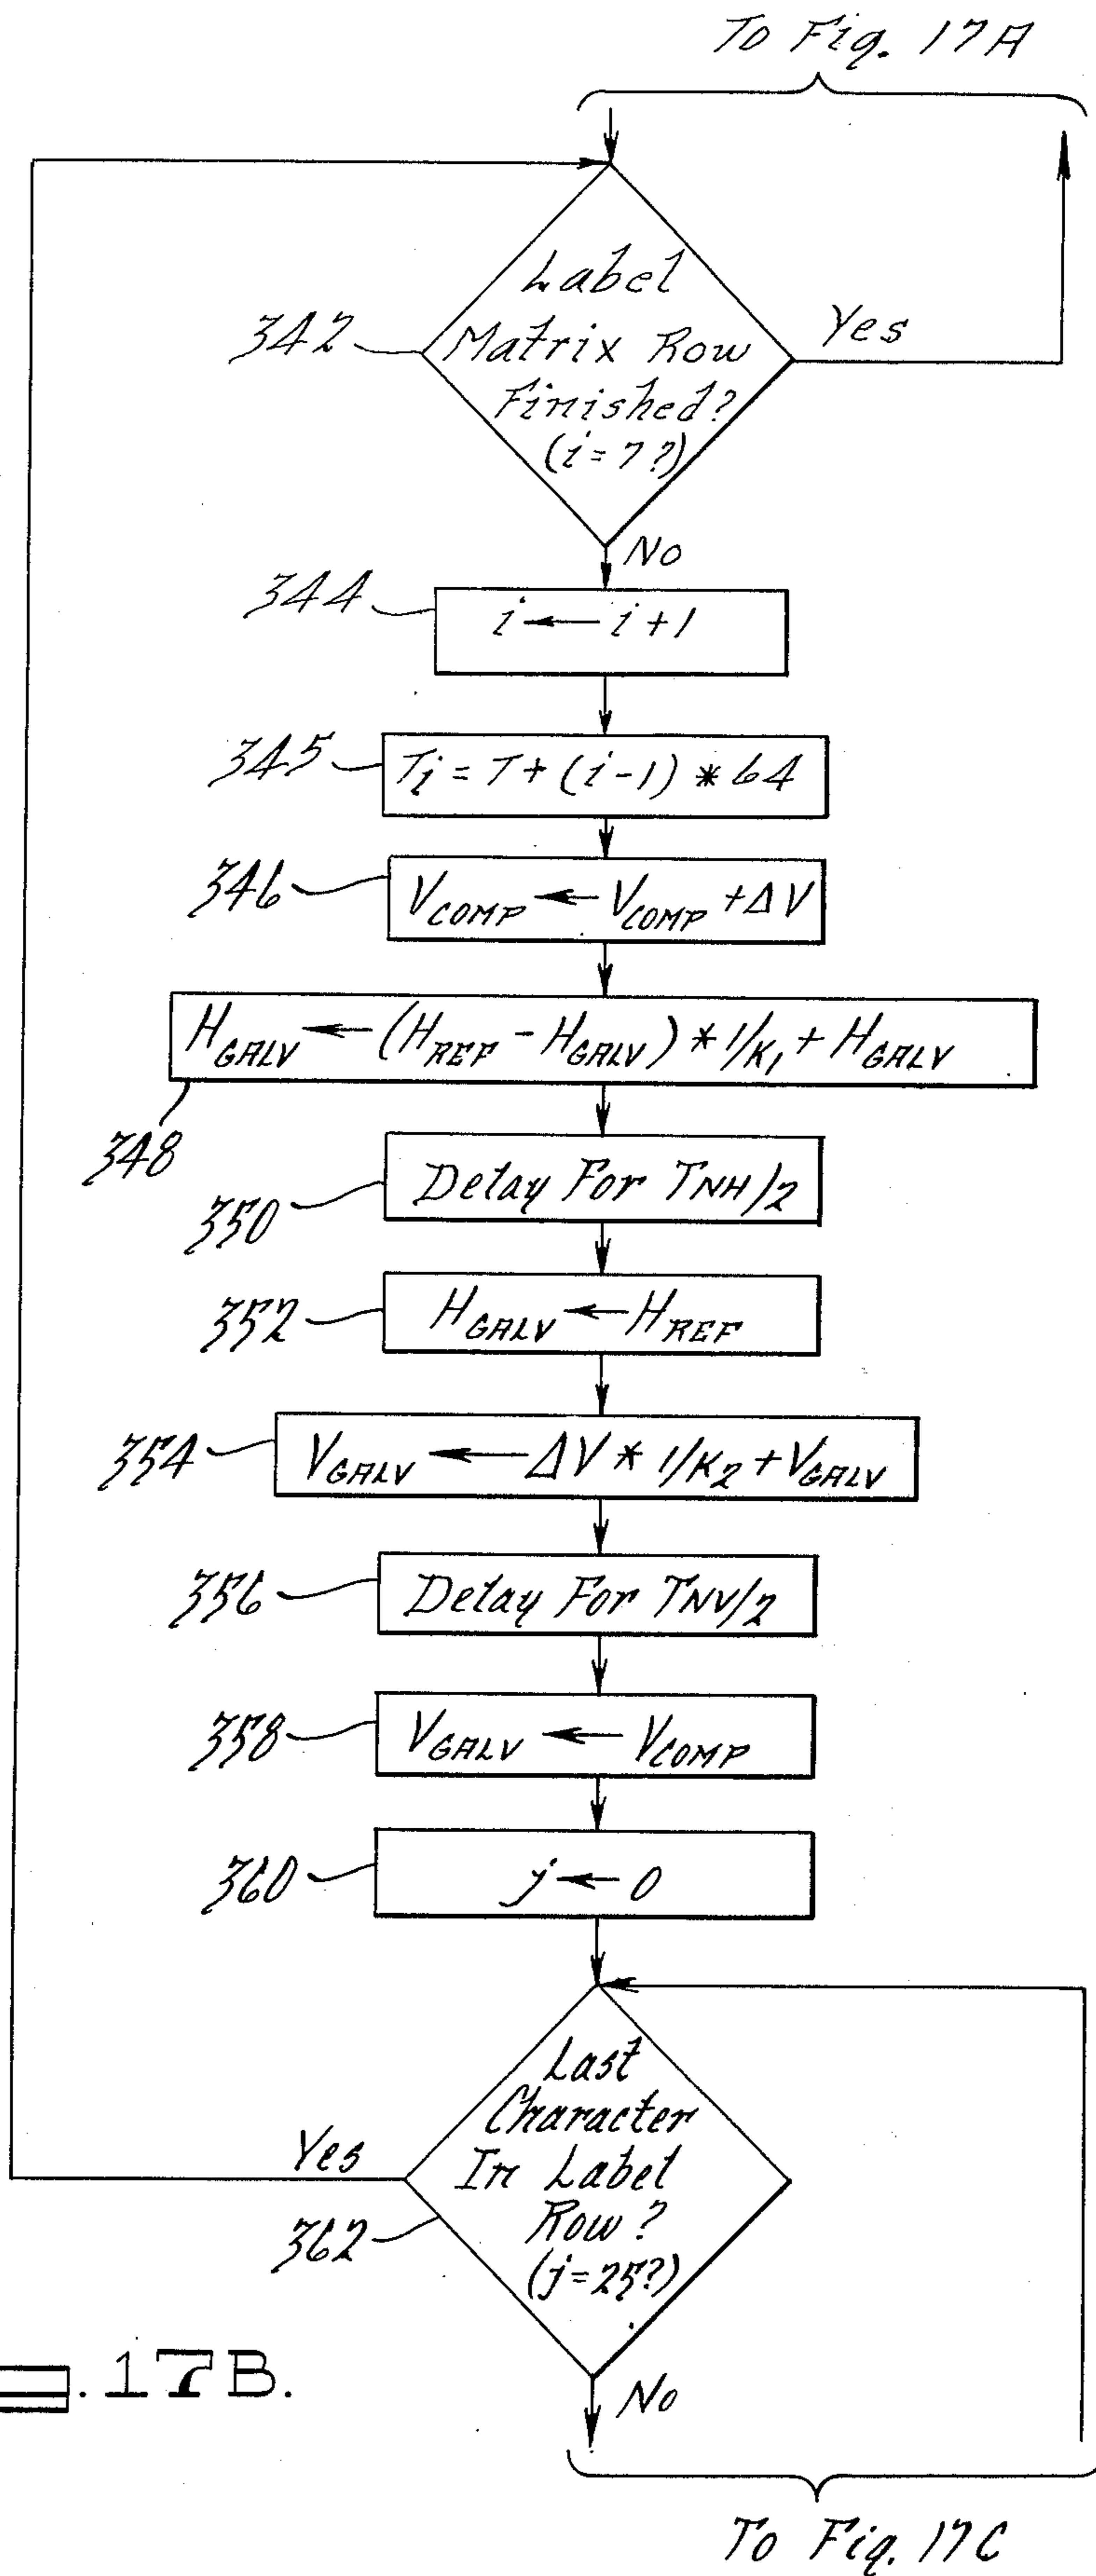 To Fig. 17A
Label
Matrix Row
Finished?
(i=7?)
342
Yes
No
344
i ← i+1
345
Ti = T + (i-1) * 64
346
VCOMP ← VCOMP + ΔV
HGALV ← (HREF - HGALV) * 1/K1 + HGALV
348
Delay For TNH/2
350
HGALV ← HREF
352
354
VGALV ← ΔV * 1/K2 + VGALV
356
Delay For TNV/2
358
VGALV ← VCOMP
360
j ← 0
Last
Character
In Label
Row?
(j=25?)
Yes
362
No
. 17B.
To Fig. 17C